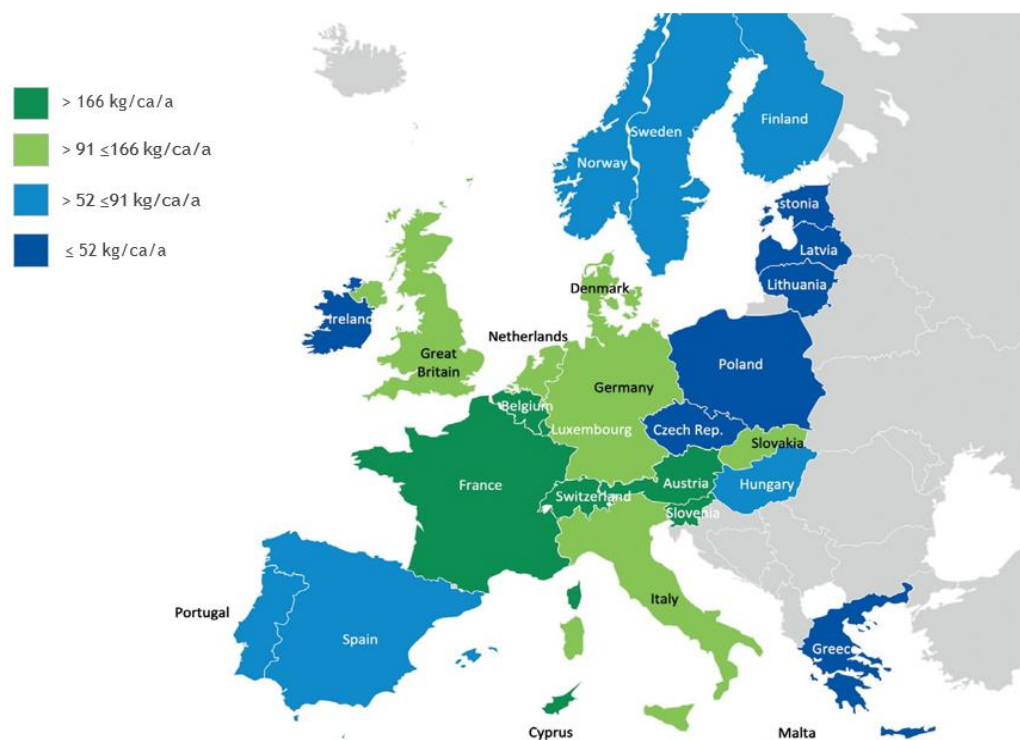 > 166 kg/ca/a
> 91 ≤166 kg/ca/a
> 52 ≤91 kg/ca/a
≤ 52 kg/ca/a
Finland
Sweden
Norway
stonia
Latvia
Lithuania
Denmark
Ireland
Netherlands
Great
Britain
Poland
Germany
Belgium
Luxembourg
Czech Rep.
Slovakia
France
Austria
Hungary
Switzerland
Slovenia
Italy
Portugal
Spain
Greece
Cyprus
Malta